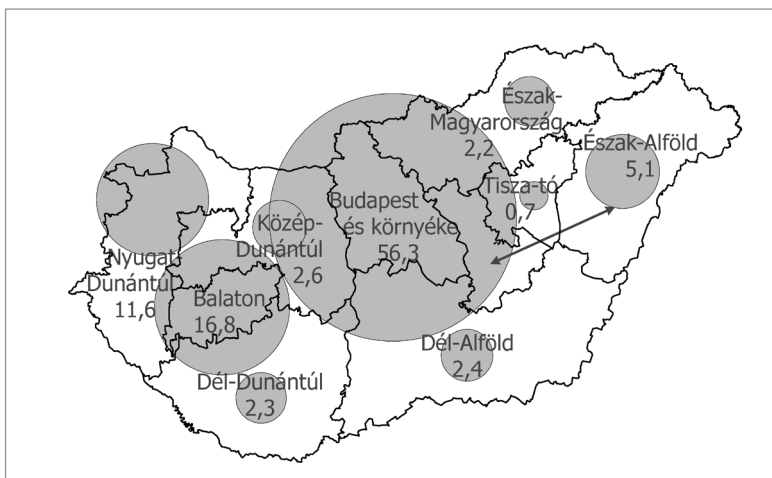 Észak-
Magyarország
2,2
Észak-Alföld
5,1
Tisza-tó
0,7
Budapest
és környéke
56,3
Közép-
Dunántúl
2,6
Nyugat-
Dunántúl
11,6
Balaton
16,8
Dél-Alföld
2,4
Dél-Dunántúl
2,3